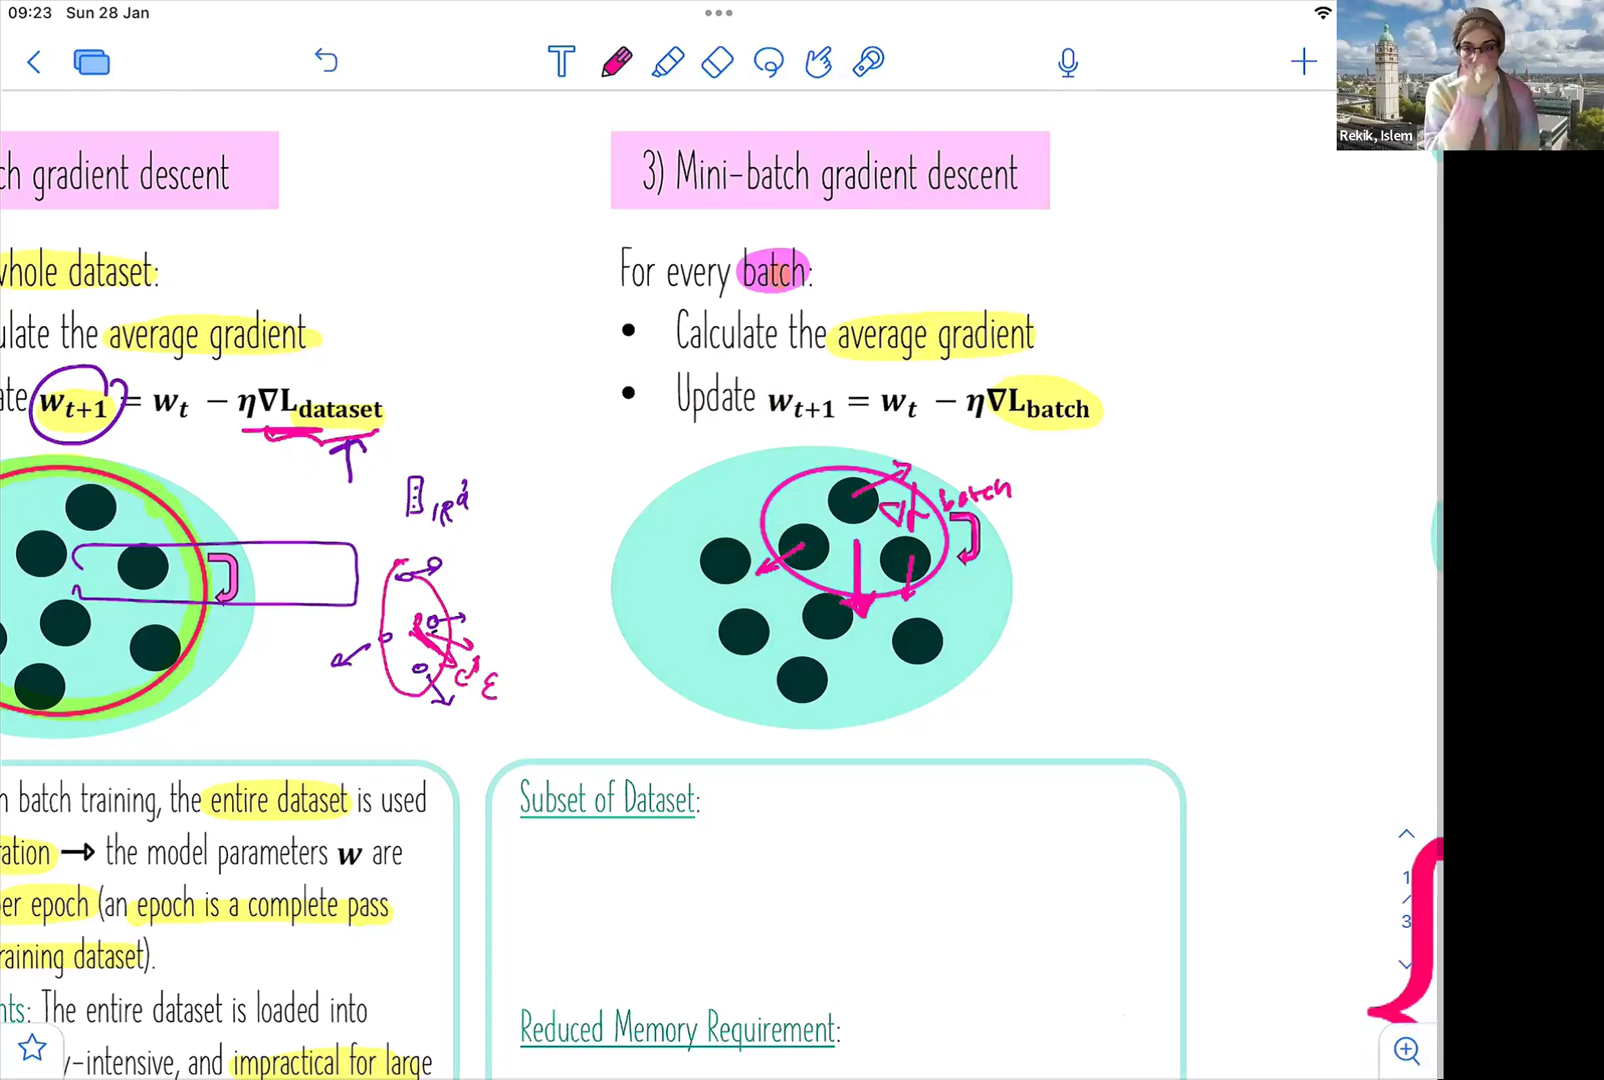 09:23 Sun 28 Jan
Rekik, Islem
ch gradient descent
whole dataset:
ulate the average gradient
ate w_{t+1} = w_t − η∇L_dataset
ℝ^d
3) Mini-batch gradient descent
For every batch:
• Calculate the average gradient
• Update w_{t+1} = w_t − η∇L_batch
∇L batch
n batch training, the entire dataset is used
ration → the model parameters w are
er epoch (an epoch is a complete pass
raining dataset).
nts: The entire dataset is loaded into
y-intensive, and impractical for large
Subset of Dataset:
Reduced Memory Requirement:
1
3